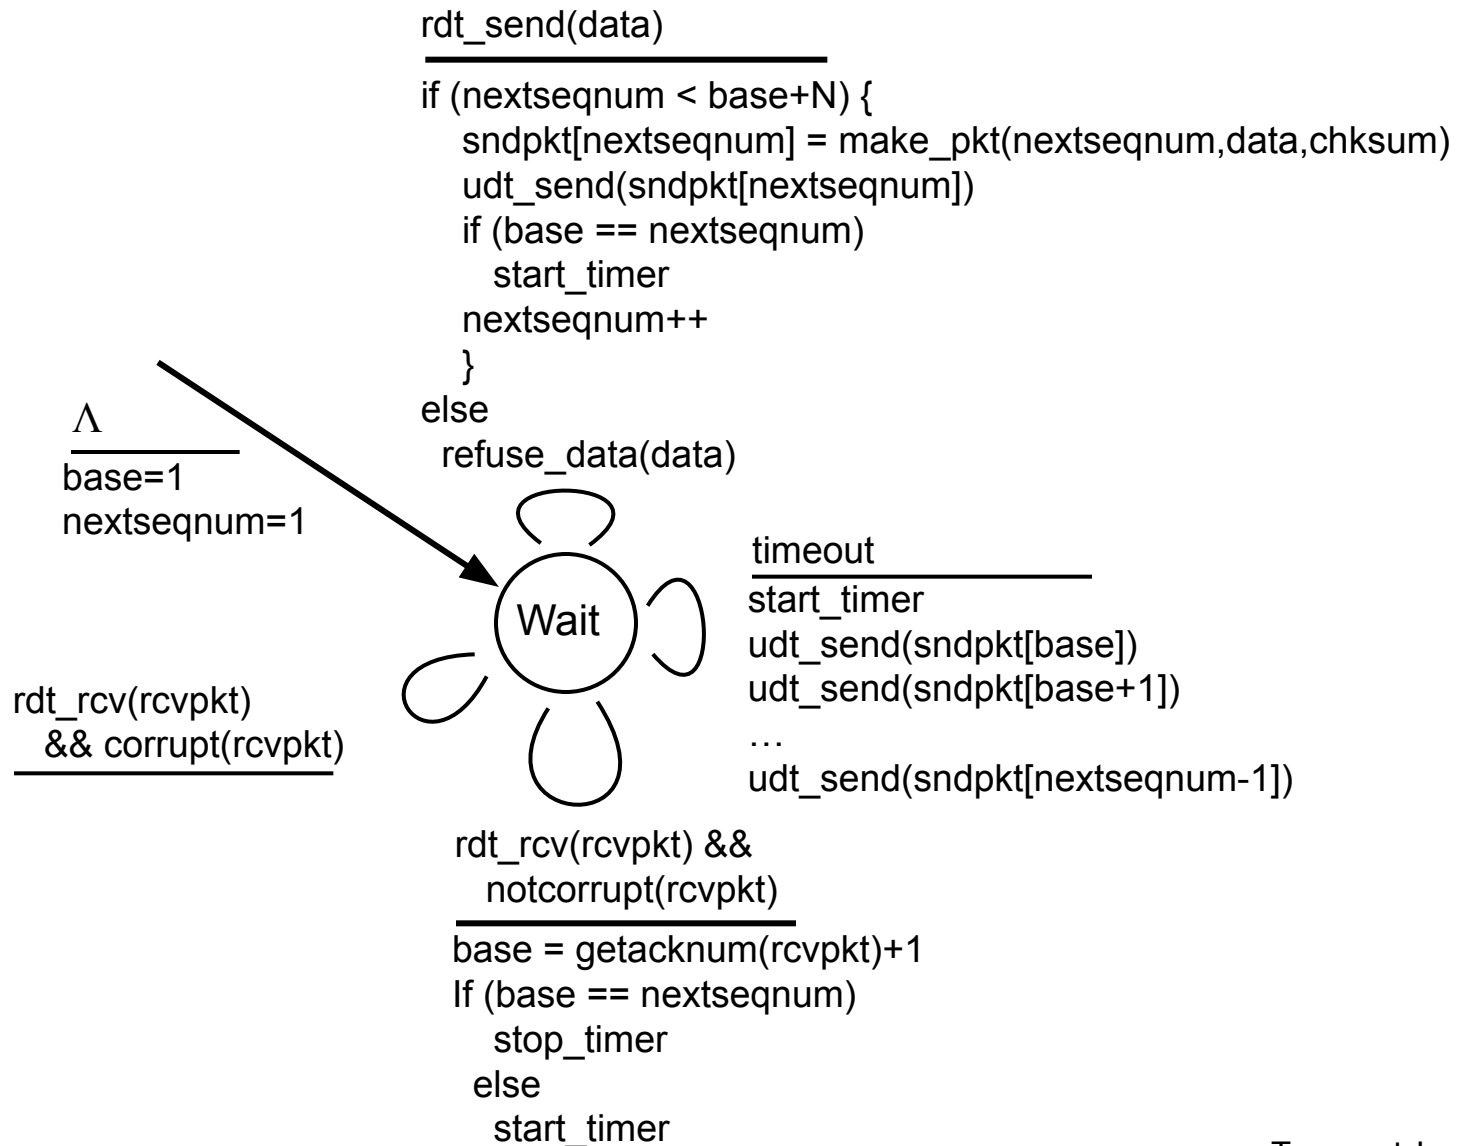 rdt_send(data)
if (nextseqnum < base+N) {
sndpkt[nextseqnum] = make_pkt(nextseqnum,data,chksum)
udt_send(sndpkt[nextseqnum])
if (base == nextseqnum)
start_timer
nextseqnum++
}
else
refuse_data(data)
Λ
base=1
nextseqnum=1
Wait
timeout
start_timer
udt_send(sndpkt[base])
udt_send(sndpkt[base+1])
…
udt_send(sndpkt[nextseqnum-1])
rdt_rcv(rcvpkt)
&& corrupt(rcvpkt)
rdt_rcv(rcvpkt) &&
notcorrupt(rcvpkt)
base = getacknum(rcvpkt)+1
If (base == nextseqnum)
stop_timer
else
start_timer